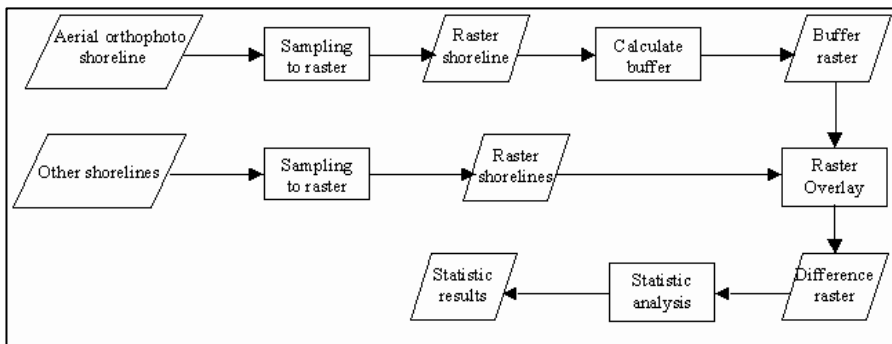 Aerial orthophoto
shoreline
Sampling
to raster
Raster
shoreline
Calculate
buffer
Buffer
raster
Other shorelines
Sampling
to raster
Raster
shorelines
Raster
Overlay
Statistic
results
Statistic
analysis
Difference
raster